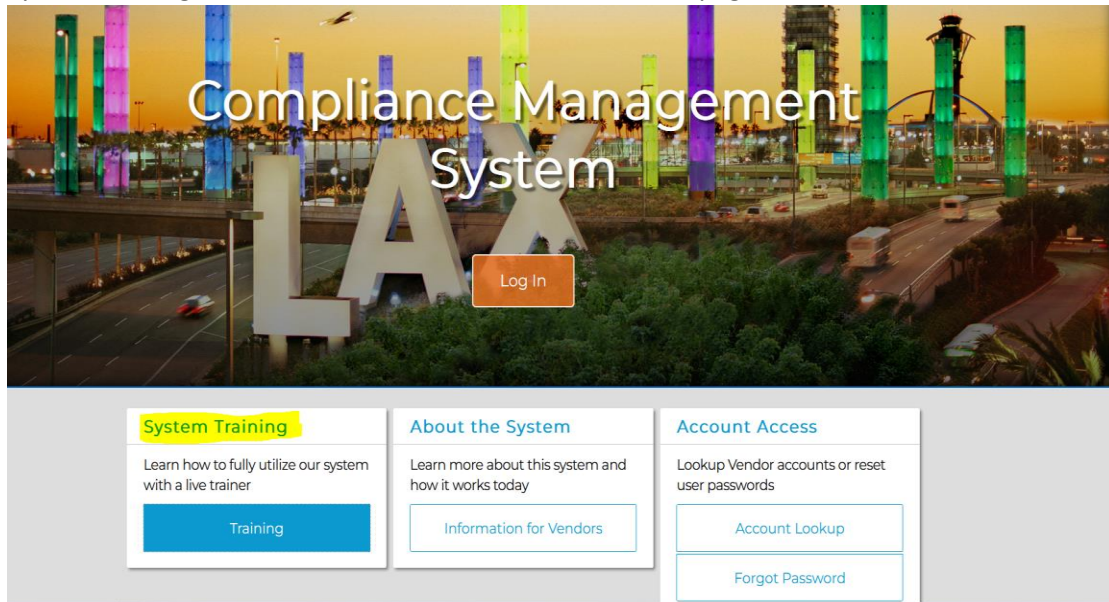 Compliance Management
System
LAX
Log In
System Training
Learn how to fully utilize our system
with a live trainer
Training
About the System
Learn more about this system and
how it works today
Information for Vendors
Account Access
Lookup Vendor accounts or reset
user passwords
Account Lookup
Forgot Password